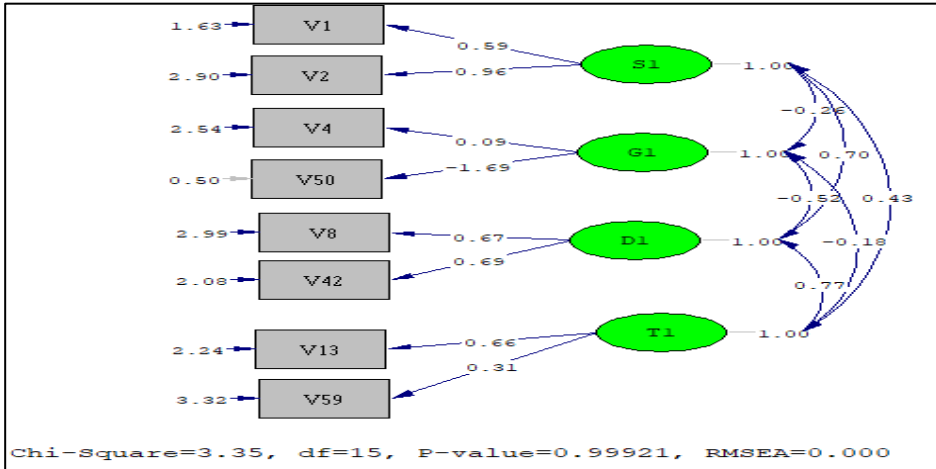 1.63 V1
0.59
S1 1.00
2.90 V2
0.96
-0.26
2.54 V4
0.09
G1 1.00
0.70
0.50 V50
-1.69
-0.52 0.43
2.99 V8
0.67
D1 1.00
-0.18
2.08 V42
0.69
0.77
2.24 V13
0.66
T1 1.00
0.31
3.32 V59
Chi-Square=3.35, df=15, P-value=0.99921, RMSEA=0.000